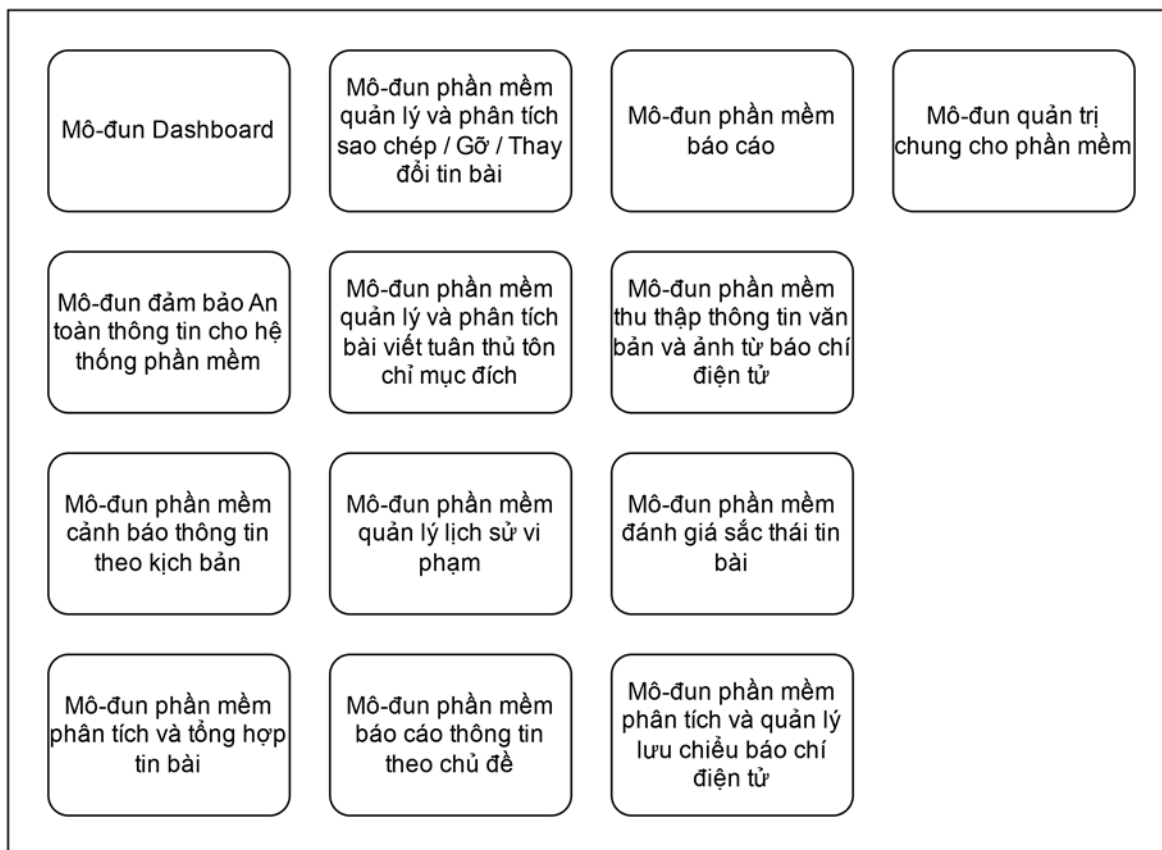 Mô-đun Dashboard
Mô-đun phần mềm
quản lý và phân tích
sao chép / Gỡ / Thay
đổi tin bài
Mô-đun phần mềm
báo cáo
Mô-đun quản trị
chung cho phần mềm
Mô-đun đảm bảo An
toàn thông tin cho hệ
thống phần mềm
Mô-đun phần mềm
quản lý và phân tích
bài viết tuân thủ tôn
chỉ mục đích
Mô-đun phần mềm
thu thập thông tin văn
bản và ảnh từ báo chí
điện tử
Mô-đun phần mềm
cảnh báo thông tin
theo kịch bản
Mô-đun phần mềm
quản lý lịch sử vi
phạm
Mô-đun phần mềm
đánh giá sắc thái tin
bài
Mô-đun phần mềm
phân tích và tổng hợp
tin bài
Mô-đun phần mềm
báo cáo thông tin
theo chủ đề
Mô-đun phần mềm
phân tích và quản lý
lưu chiểu báo chí
điện tử